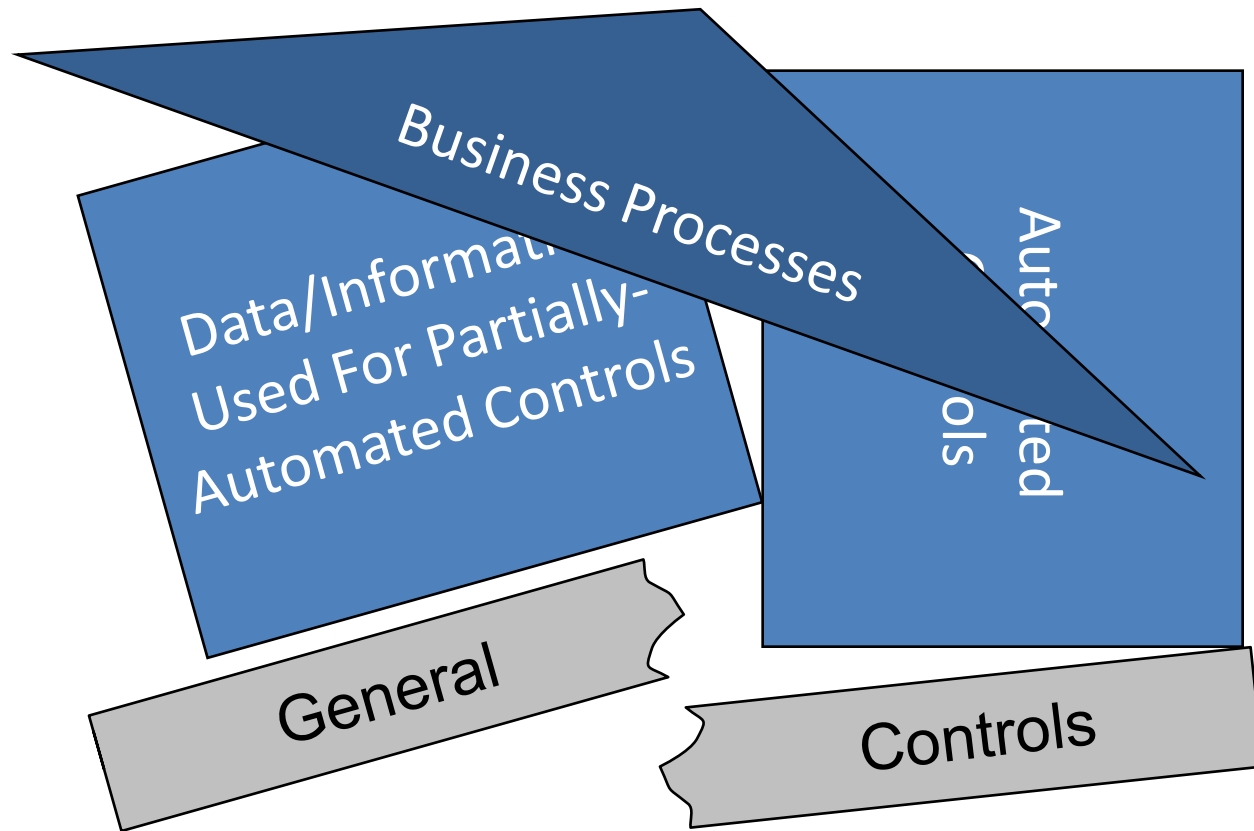 Business Processes
Data/Informati
Used For Partially-
Automated Controls
Auto ted
ols
General
Controls